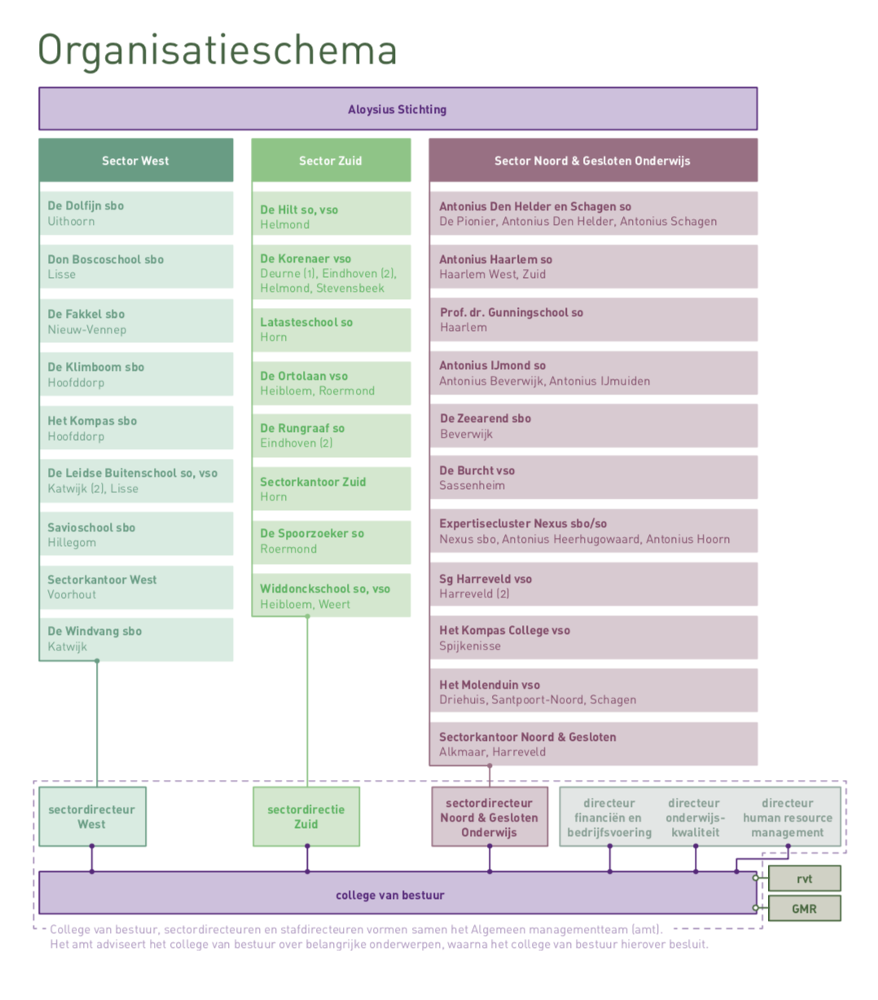 Organisatieschema
Aloysius Stichting
Sector West
De Dolfijn sbo
Uithoorn
Don Boscoschool sbo
Lisse
De Fakkel sbo
Nieuw-Vennep
De Klimboom sbo
Hoofddorp
Het Kompas sbo
Hoofddorp
De Leidse Buitenschool so, vso
Katwijk (2), Lisse
Savioschool sbo
Hillegom
Sectorkantoor West
Voorhout
De Windvang sbo
Katwijk
Sector Zuid
De Hilt so, vso
Helmond
De Korenaer vso
Deurne (1), Eindhoven (2),
Helmond, Stevensbeek
Latasteschool so
Horn
De Ortolaan vso
Heibloem, Roermond
De Rungraaf so
Eindhoven (2)
Sectorkantoor Zuid
Horn
De Spoorzoeker so
Roermond
Widdonckschool so, vso
Heibloem, Weert
Sector Noord & Gesloten Onderwijs
Antonius Den Helder en Schagen so
De Pionier, Antonius Den Helder, Antonius Schagen
Antonius Haarlem so
Haarlem West, Zuid
Prof. dr. Gunningschool so
Haarlem
Antonius IJmond so
Antonius Beverwijk, Antonius IJmuiden
De Zeearend sbo
Beverwijk
De Burcht vso
Sassenheim
Expertisecluster Nexus sbo/so
Nexus sbo, Antonius Heerhugowaard, Antonius Hoorn
Sg Harreveld vso
Harreveld (2)
Het Kompas College vso
Spijkenisse
Het Molenduin vso
Driehuis, Santpoort-Noord, Schagen
Sectorkantoor Noord & Gesloten
Alkmaar, Harreveld
sectordirecteur
West
sectordirectie
Zuid
sectordirecteur
Noord & Gesloten
Onderwijs
directeur
financiën en
bedrijfsvoering
directeur
onderwijs-
kwaliteit
directeur
human resource
management
college van bestuur
rvt
GMR
College van bestuur, sectordirecteuren en stafdirecteuren vormen samen het Algemeen managementteam (amt).
Het amt adviseert het college van bestuur over belangrijke onderwerpen, waarna het college van bestuur hierover besluit.